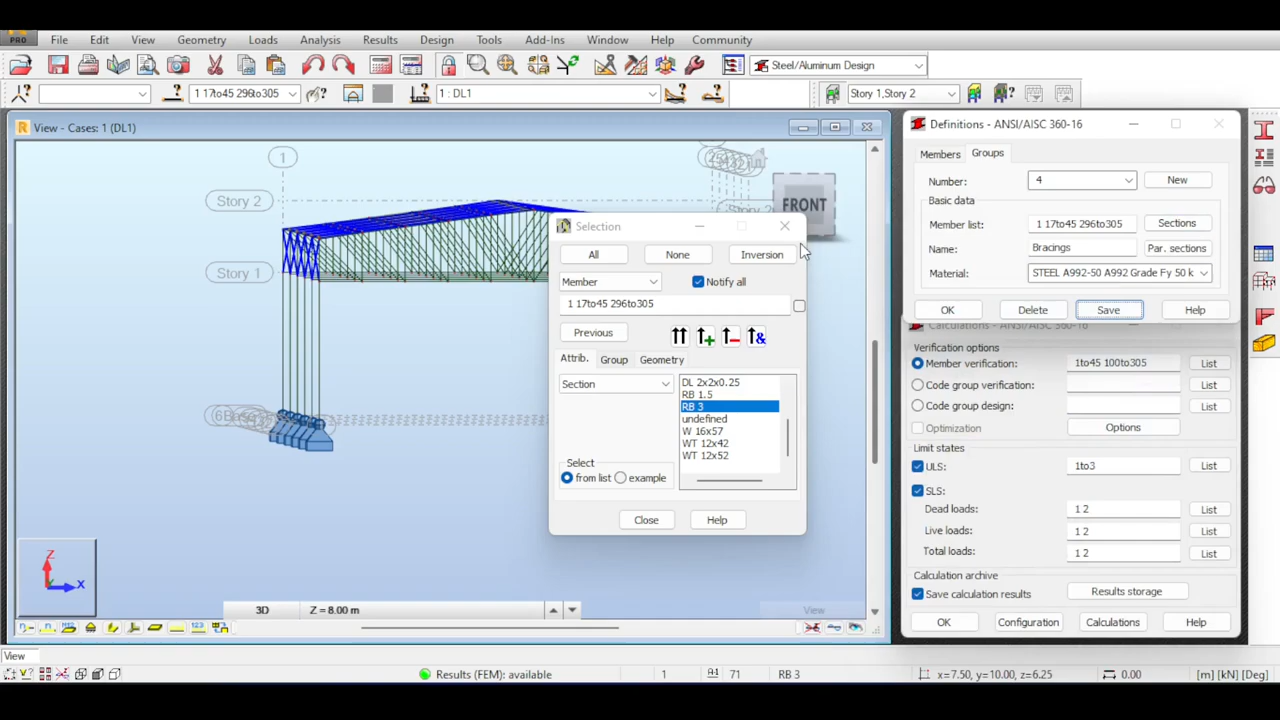 PRO File Edit View Geometry Loads Analysis Results Design Tools Add-Ins Window Help Community
Steel/Aluminum Design
1 17to45 296to305 1 : DL1 Story 1,Story 2
R View - Cases: 1 (DL1)
1
Story 2
Story 1
FRONT
Z
X
3D Z = 8.00 m View
Selection
All None Inversion
Member Notify all
1 17to45 296to305
Previous
Attrib. Group Geometry
Section
DL 2x2x0.25
RB 1.5
RB 3
undefined
W 16x57
WT 12x42
WT 12x52
Select
from list example
Close Help
Definitions - ANSI/AISC 360-16
Members Groups
Number: 4 New
Basic data
Member list: 1 17to45 296to305 Sections
Name: Bracings Par. sections
Material: STEEL A992-50 A992 Grade Fy 50 k
OK Delete Save Help
Calculations - ANSI/AISC 360-16
Verification options
Member verification: 1to45 100to305 List
Code group verification: List
Code group design: List
Optimization Options
Limit states
ULS: 1to3 List
SLS:
Dead loads: 1 2 List
Live loads: 1 2 List
Total loads: 1 2 List
Calculation archive
Save calculation results Results storage
OK Configuration Calculations Help
View
Results (FEM): available 1 71 RB 3 x=7.50, y=10.00, z=6.25 0.00 [m] [kN] [Deg]